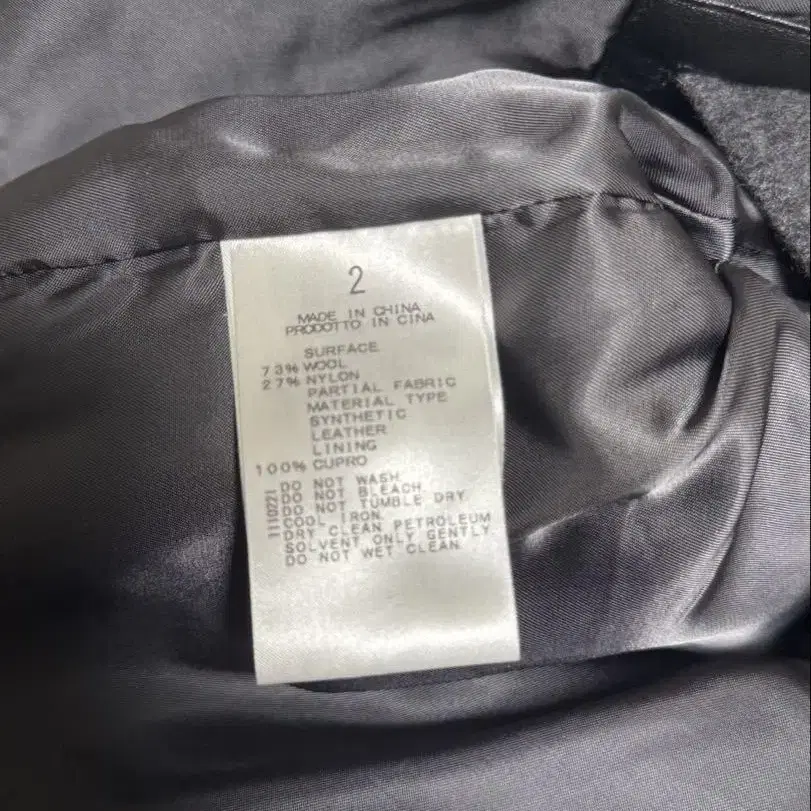 2
MADE IN CHINA
PRODOTTO IN CINA
SURFACE
73% WOOL
27% NYLON
PARTIAL FABRIC
MATERIAL TYPE
SYNTHETIC
LEATHER
LINING
100% CUPRO
DO NOT WASH
DO NOT BLEACH
DO NOT TUMBLE DRY
COOL IRON
DRY CLEAN PETROLEUM
SOLVENT ONLY GENTLY.
DO NOT WET CLEAN
1110221